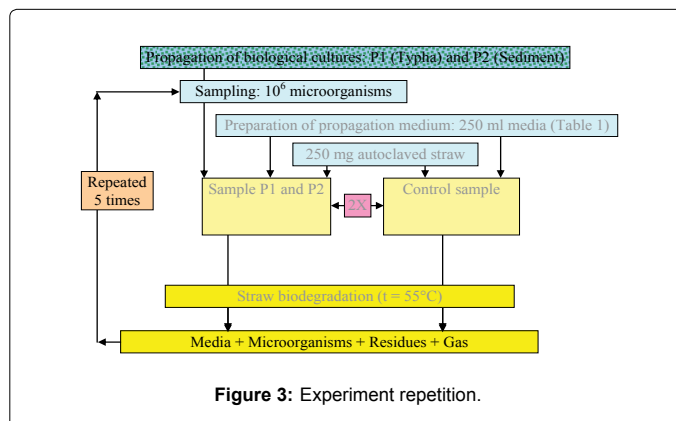 Propagation of biological cultures: P1 (Typha) and P2 (Sediment)
Sampling: 10⁶ microorganisms
Preparation of propagation medium: 250 ml media (Table 1)
250 mg autoclaved straw
Repeated
5 times
Sample P1 and P2
2X
Control sample
Straw biodegradation (t = 55°C)
Media + Microorganisms + Residues + Gas
Figure 3: Experiment repetition.